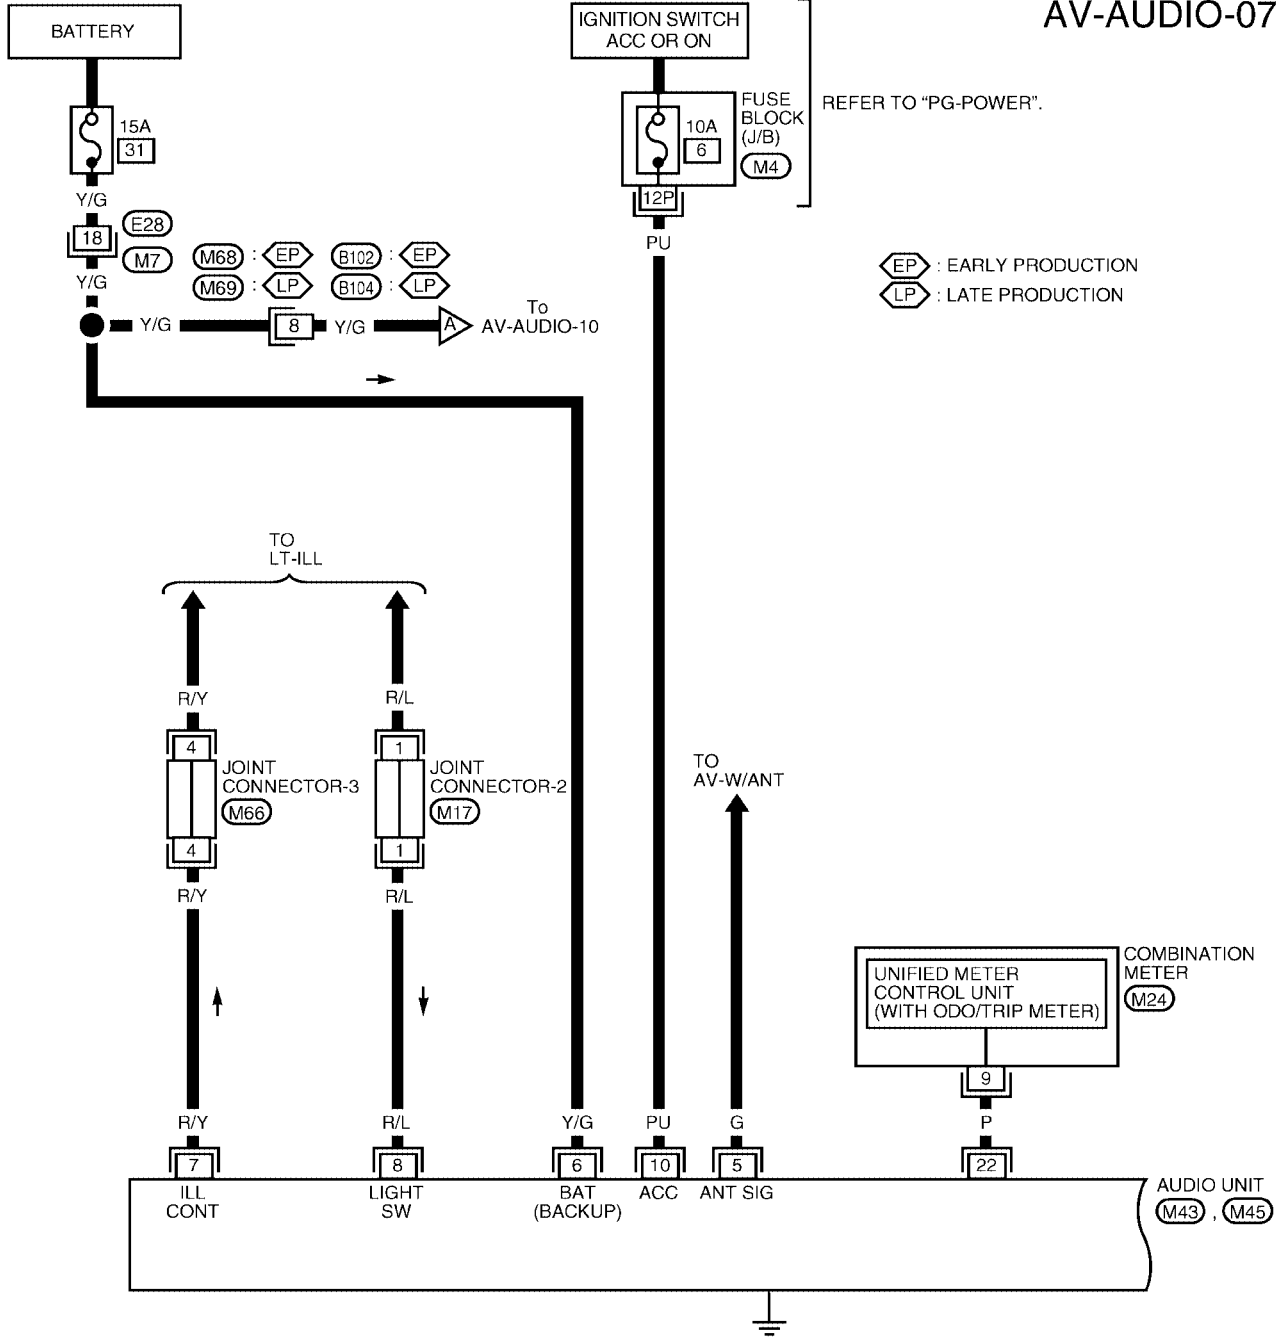 AV-AUDIO-07
BATTERY
IGNITION SWITCH
ACC OR ON
REFER TO “PG-POWER”.
FUSE
BLOCK
(J/B)
M4
15A
31
10A
6
12P
Y/G
E28
18
M7
Y/G
PU
M68 : EP
B102 : EP
M69 : LP
B104 : LP
EP : EARLY PRODUCTION
LP : LATE PRODUCTION
Y/G
8
Y/G
A
To
AV-AUDIO-10
TO
LT-ILL
R/Y
R/L
4
1
JOINT
CONNECTOR-3
M66
JOINT
CONNECTOR-2
M17
4
1
R/Y
R/L
TO
AV-W/ANT
COMBINATION
METER
M24
UNIFIED METER
CONTROL UNIT
(WITH ODO/TRIP METER)
9
R/Y
R/L
Y/G
PU
G
P
7
8
6
10
5
22
ILL
CONT
LIGHT
SW
BAT
(BACKUP)
ACC
ANT SIG
AUDIO UNIT
M43 , M45